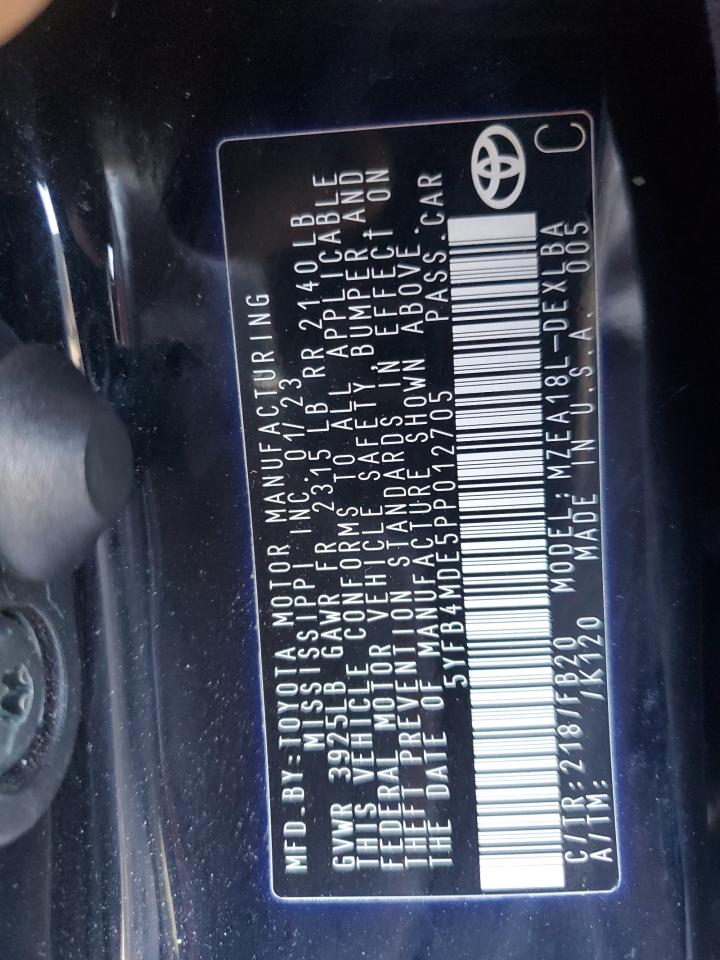 MFD.BY:TOYOTA MOTOR MANUFACTURING
MISSISSIPPI INC. 01/23
GVWR 3925LB GAWR FR 2315 LB RR 2140LB
THIS VEHICLE CONFORMS TO ALL APPLICABLE
FEDERAL MOTOR VEHICLE SAFETY, BUMPER AND
THEFT PREVENTION STANDARDS IN EFFECT ON
THE DATE OF MANUFACTURE SHOWN ABOVE.
5YFB4MDE5PP012705 PASS.CAR
C/TR:218/FB20 MODEL:MZEA18L-DEXLBA
A/TM: /K120 MADE IN U.S.A. 005
C